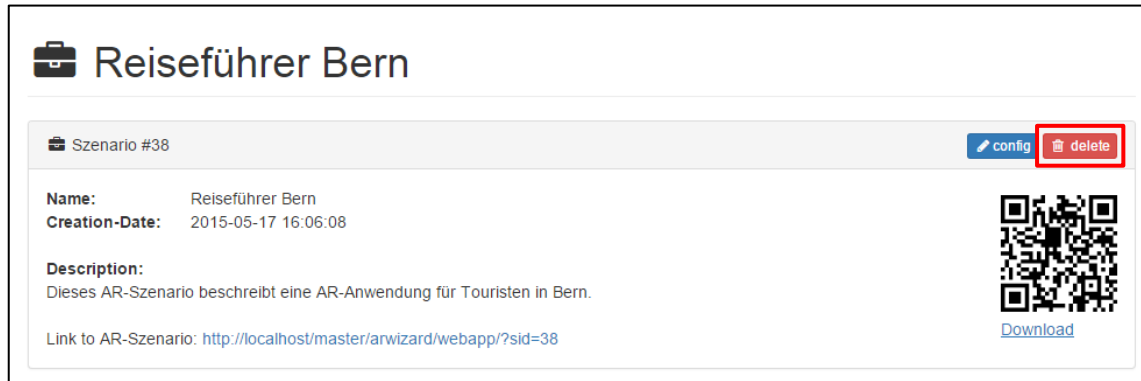 Reiseführer Bern
Szenario #38 config delete
Name: Reiseführer Bern
Creation-Date: 2015-05-17 16:06:08
Description:
Dieses AR-Szenario beschreibt eine AR-Anwendung für Touristen in Bern.
Link to AR-Szenario: http://localhost/master/arwizard/webapp/?sid=38
Download